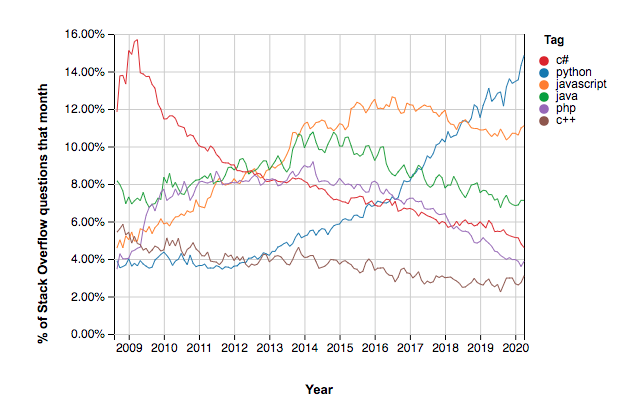 % of Stack Overflow questions that month
16.00%
14.00%
12.00%
10.00%
8.00%
6.00%
4.00%
2.00%
0.00%
2009 2010 2011 2012 2013 2014 2015 2016 2017 2018 2019 2020
Year
Tag
c#
python
javascript
java
php
c++